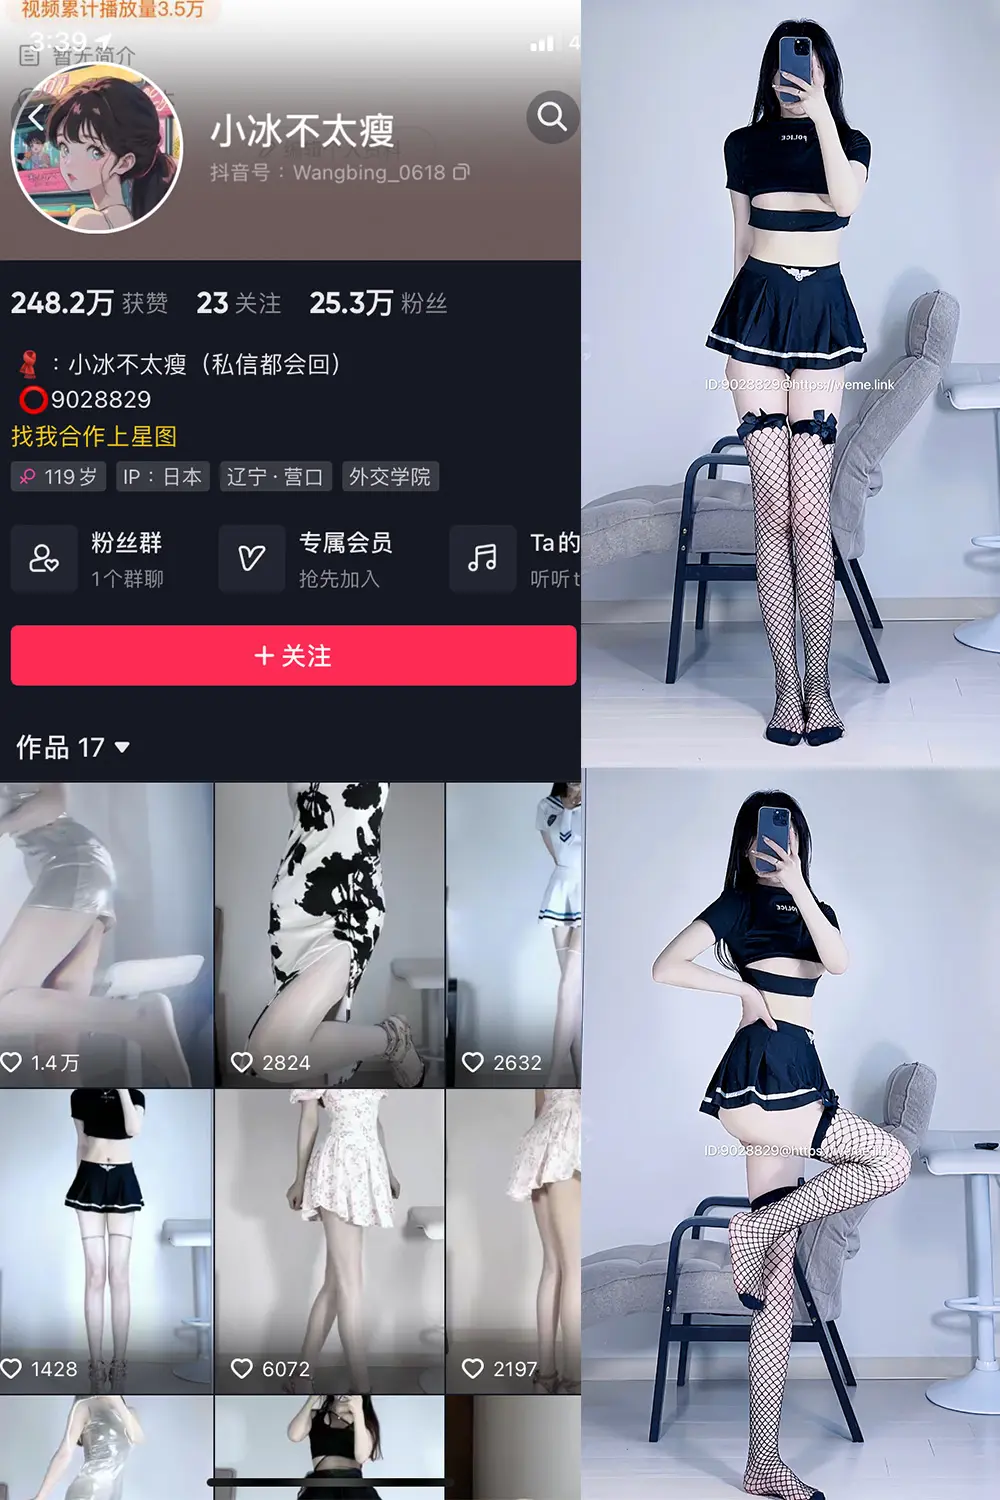 视频累计播放量3.5万
3:39
4
暂无简介
小冰不太瘦
抖音号：Wangbing_0618
248.2万 获赞 23 关注 25.3万 粉丝
：小冰不太瘦（私信都会回）
9028829
找我合作上星图
119岁 IP：日本 辽宁·营口 外交学院
粉丝群 专属会员 Ta的
1个群聊 抢先加入 听听t
+ 关注
作品 17
1.4万 2824 2632
1428 6072 2197
POLICE
ID:9028829@https://weme.link
POLICE
ID:9028829@https://weme.link